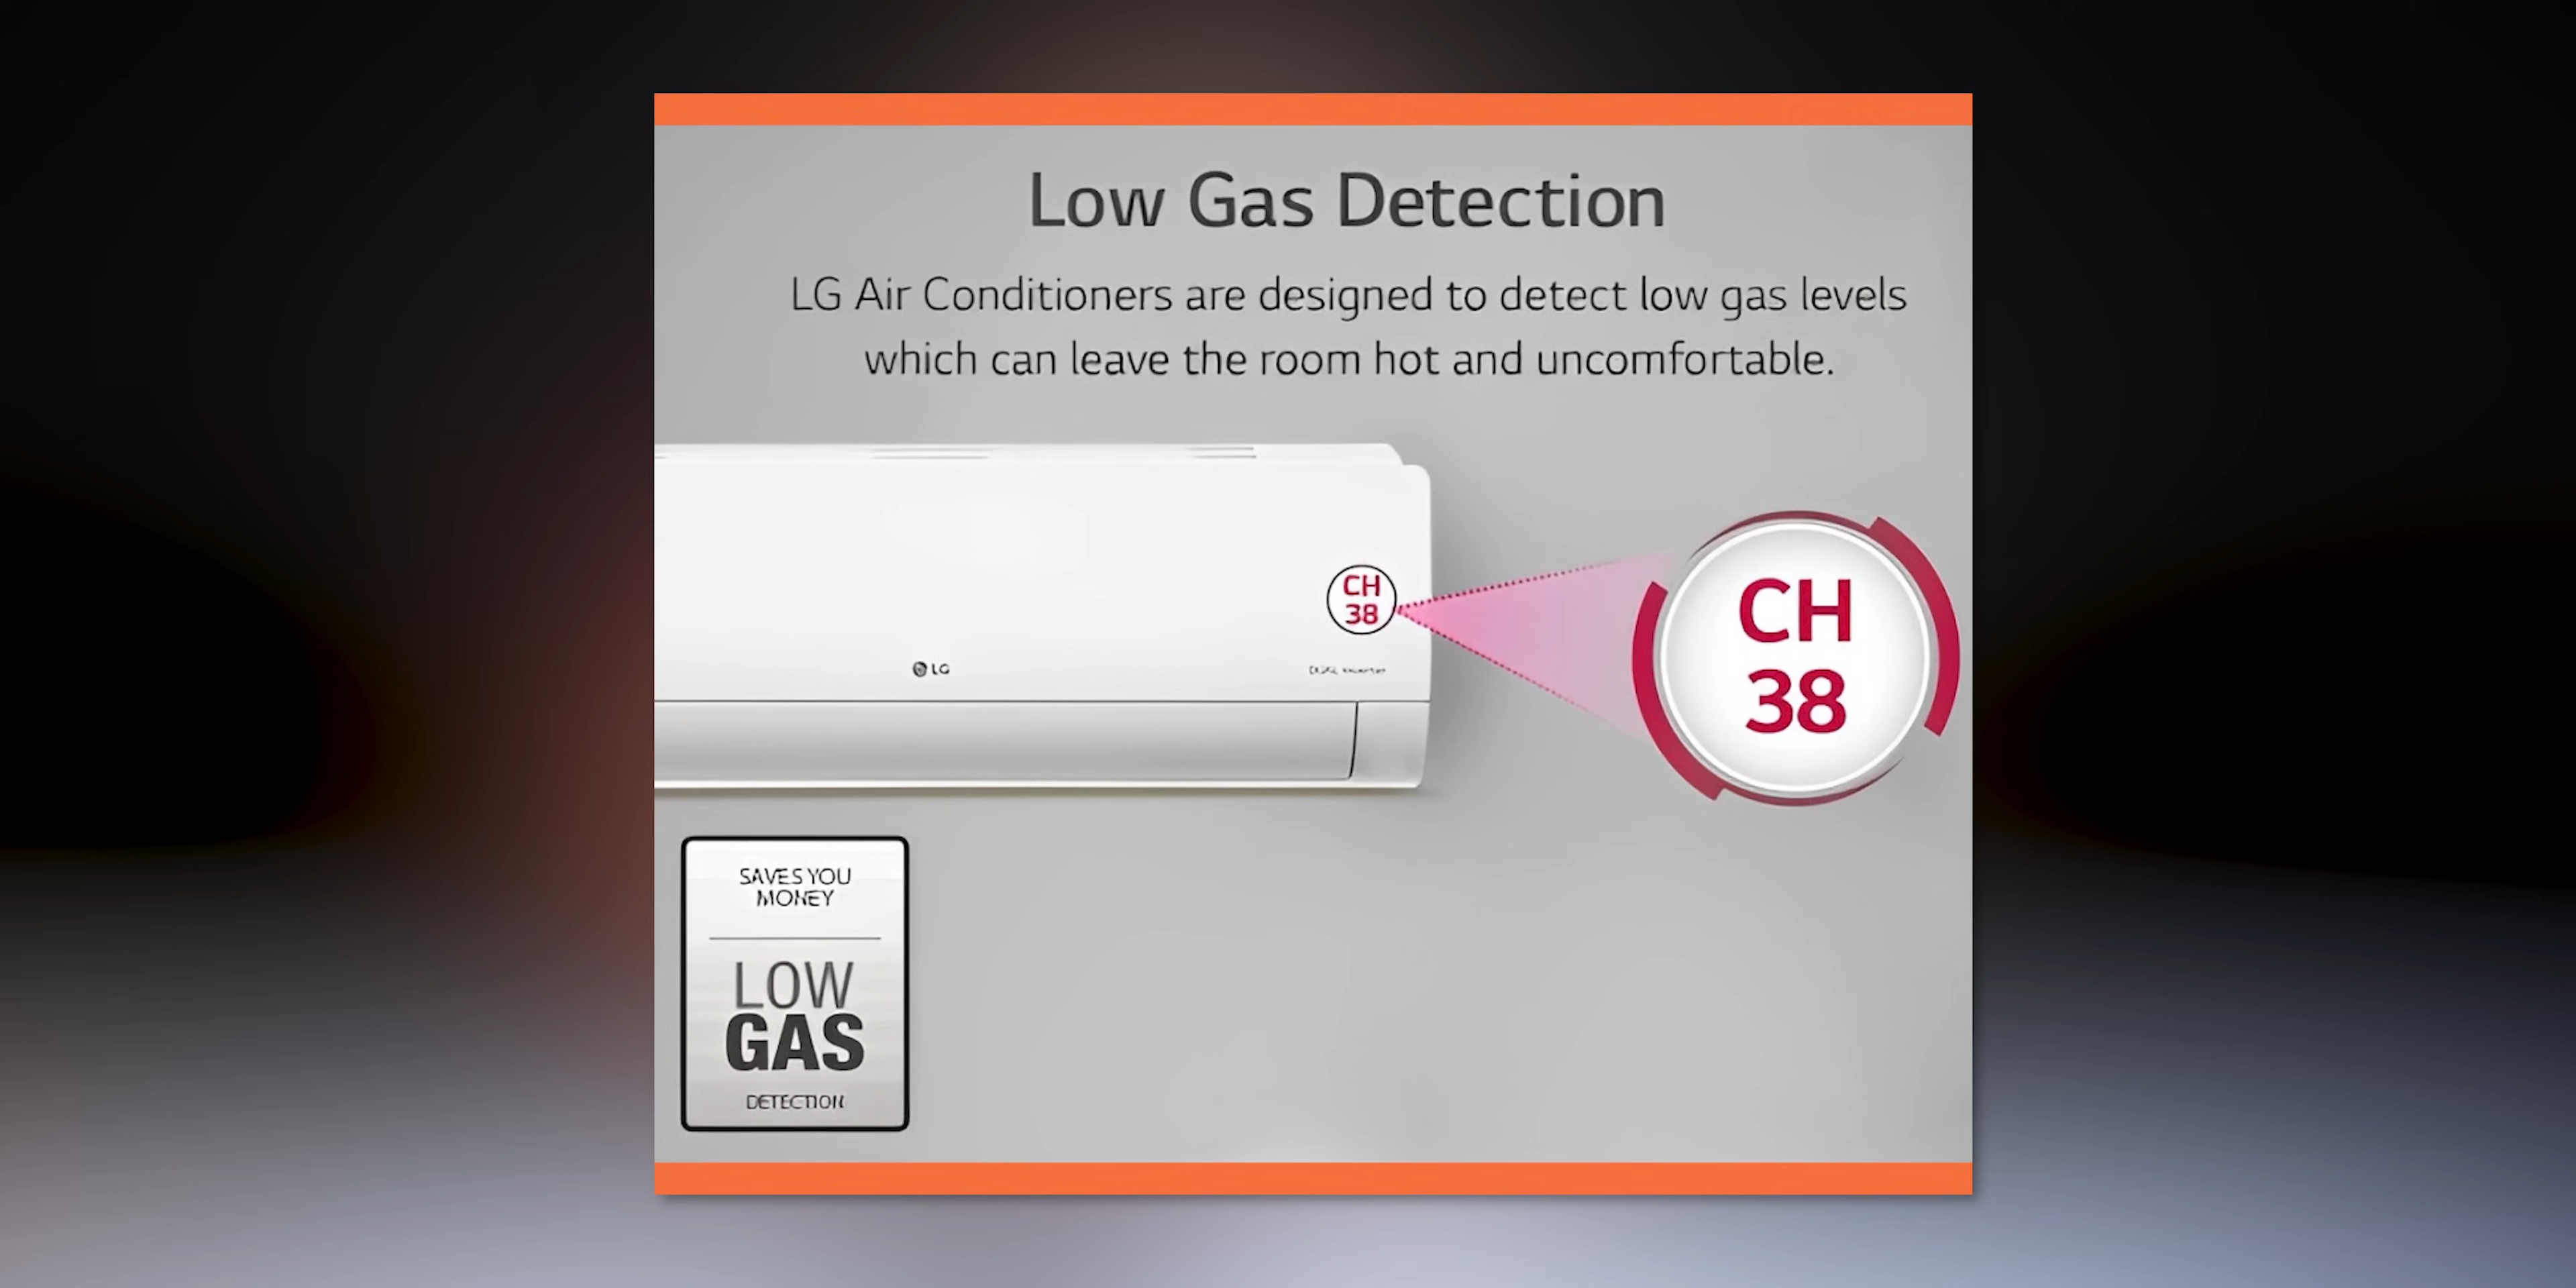 Low Gas Detection
LG Air Conditioners are designed to detect low gas levels
which can leave the room hot and uncomfortable.
CH
38
CH
38
LG
SAVES YOU
MONEY
LOW
GAS
DETECTION